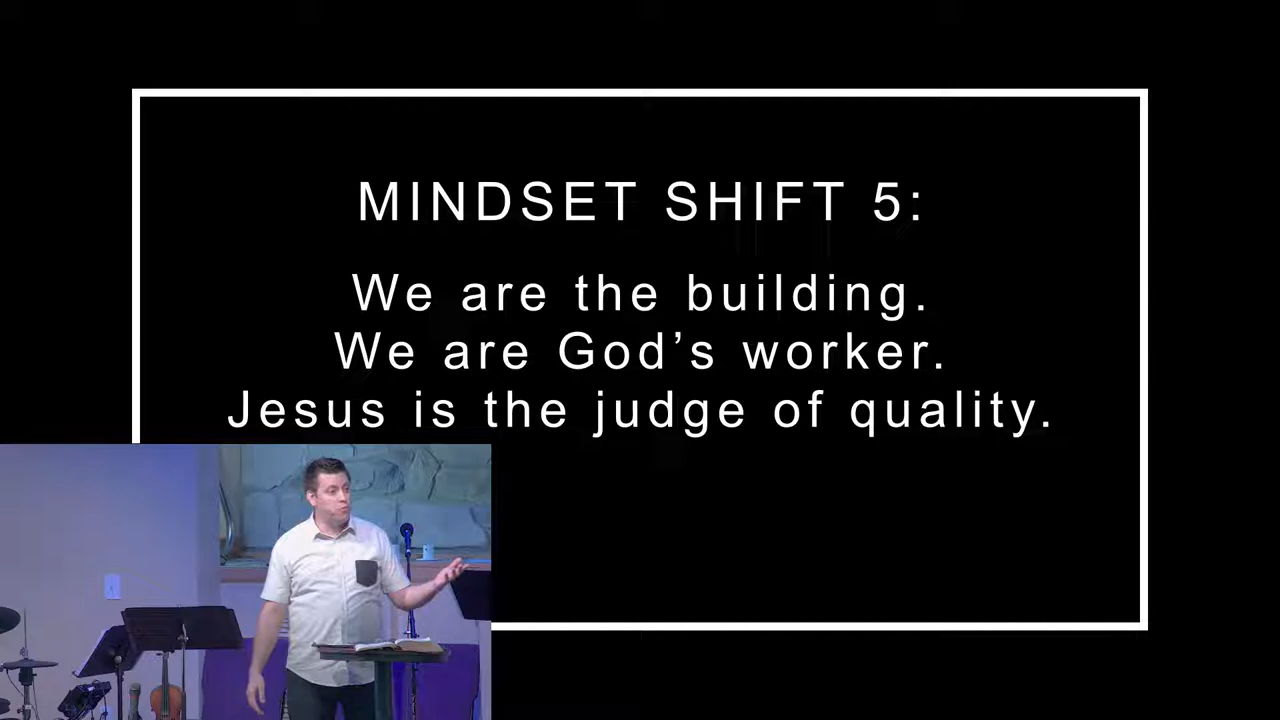 MINDSET SHIFT 5:
We are the building.
We are God’s worker.
Jesus is the judge of quality.